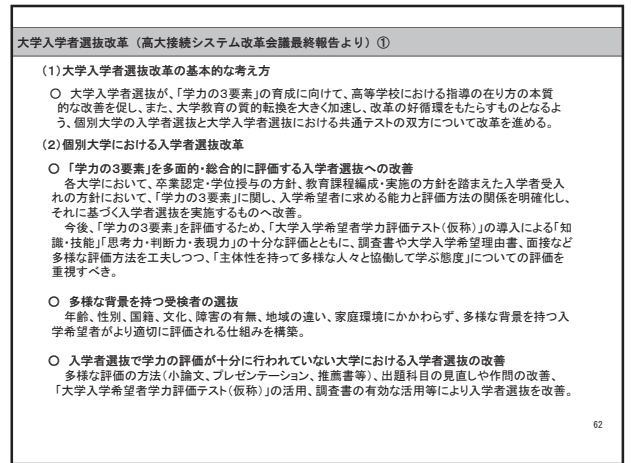 大学入学者選抜改革（高大接続システム改革会議最終報告より）①
（１）大学入学者選抜改革の基本的な考え方
○ 大学入学者選抜が、「学力の３要素」の育成に向けて、高等学校における指導の在り方の本質
的な改善を促し、また、大学教育の質的転換を大きく加速し、改革の好循環をもたらすものとなるよ
う、個別大学の入学者選抜と大学入学者選抜における共通テストの双方について改革を進める。
（２）個別大学における入学者選抜改革
○ 「学力の３要素」を多面的・総合的に評価する入学者選抜への改善
各大学において、卒業認定・学位授与の方針、教育課程編成・実施の方針を踏まえた入学者受入
れの方針において、「学力の３要素」に関し、入学希望者に求める能力と評価方法の関係を明確化し、
それに基づく入学者選抜を実施するものへ改善。
今後、「学力の３要素」を評価するため、「大学入学希望者学力評価テスト（仮称）」の導入による「知
識・技能」「思考力・判断力・表現力」の十分な評価とともに、調査書や大学入学希望理由書、面接など
多様な評価方法を工夫しつつ、「主体性を持って多様な人々と協働して学ぶ態度」についての評価を
重視すべき。
○ 多様な背景を持つ受検者の選抜
年齢、性別、国籍、文化、障害の有無、地域の違い、家庭環境にかかわらず、多様な背景を持つ入
学希望者がより適切に評価される仕組みを構築。
○ 入学者選抜で学力の評価が十分に行われていない大学における入学者選抜の改善
多様な評価の方法（小論文、プレゼンテーション、推薦書等）、出題科目の見直しや作問の改善、
「大学入学希望者学力評価テスト（仮称）」の活用、調査書の有効な活用等により入学者選抜を改善。
62